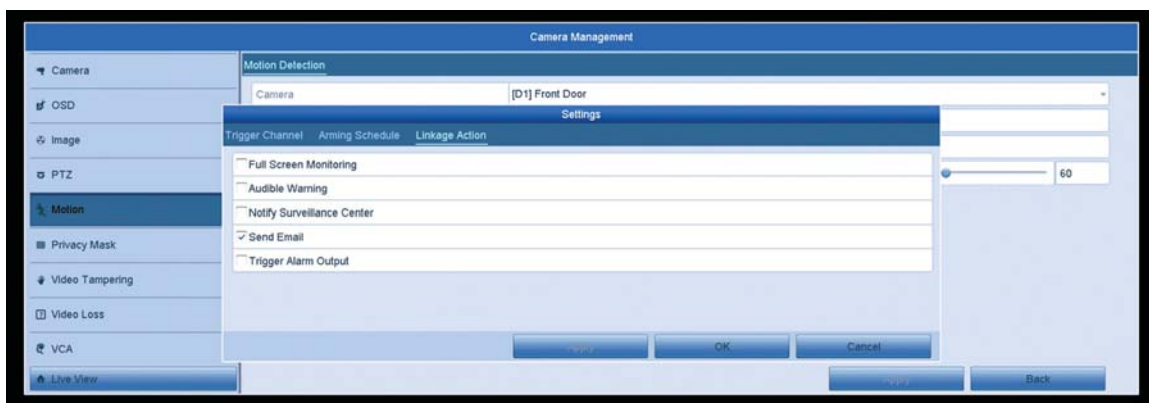 Camera Management
Camera
OSD
Image
PTZ
Motion
Privacy Mask
Video Tampering
Video Loss
VCA
Live View
Motion Detection
Camera [D1] Front Door
60
Settings
Trigger Channel Arming Schedule Linkage Action
Full Screen Monitoring
Audible Warning
Notify Surveillance Center
Send Email
Trigger Alarm Output
Apply OK Cancel
Apply Back